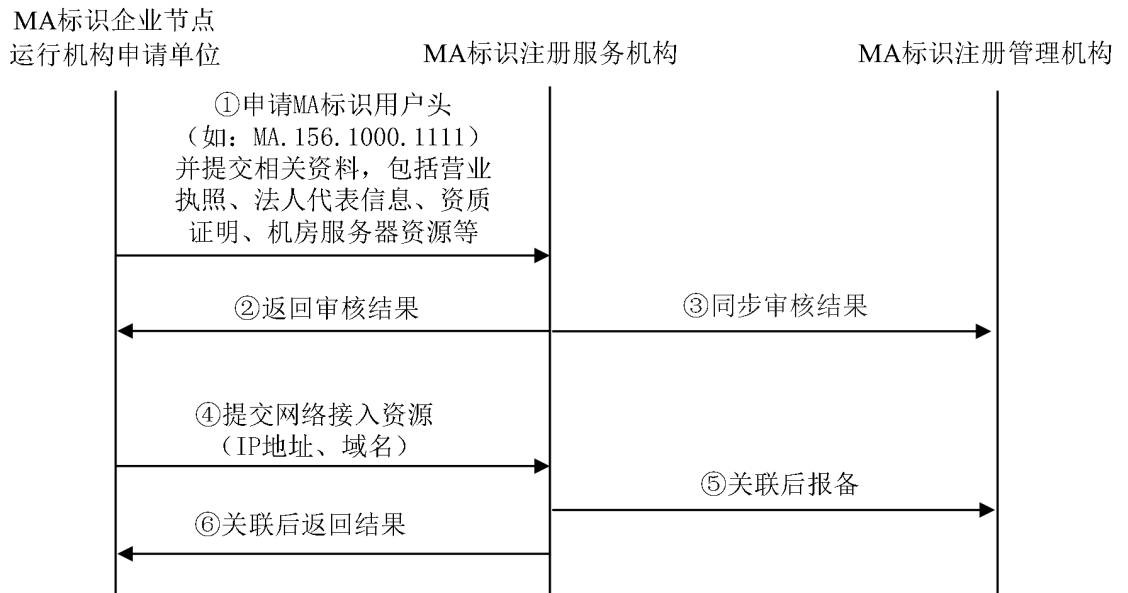 MA标识企业节点
运行机构申请单位
MA标识注册服务机构
MA标识注册管理机构
①申请MA标识用户头
（如：MA.156.1000.1111）
并提交相关资料，包括营业
执照、法人代表信息、资质
证明、机房服务器资源等
②返回审核结果
③同步审核结果
④提交网络接入资源
（IP地址、域名）
⑤关联后报备
⑥关联后返回结果